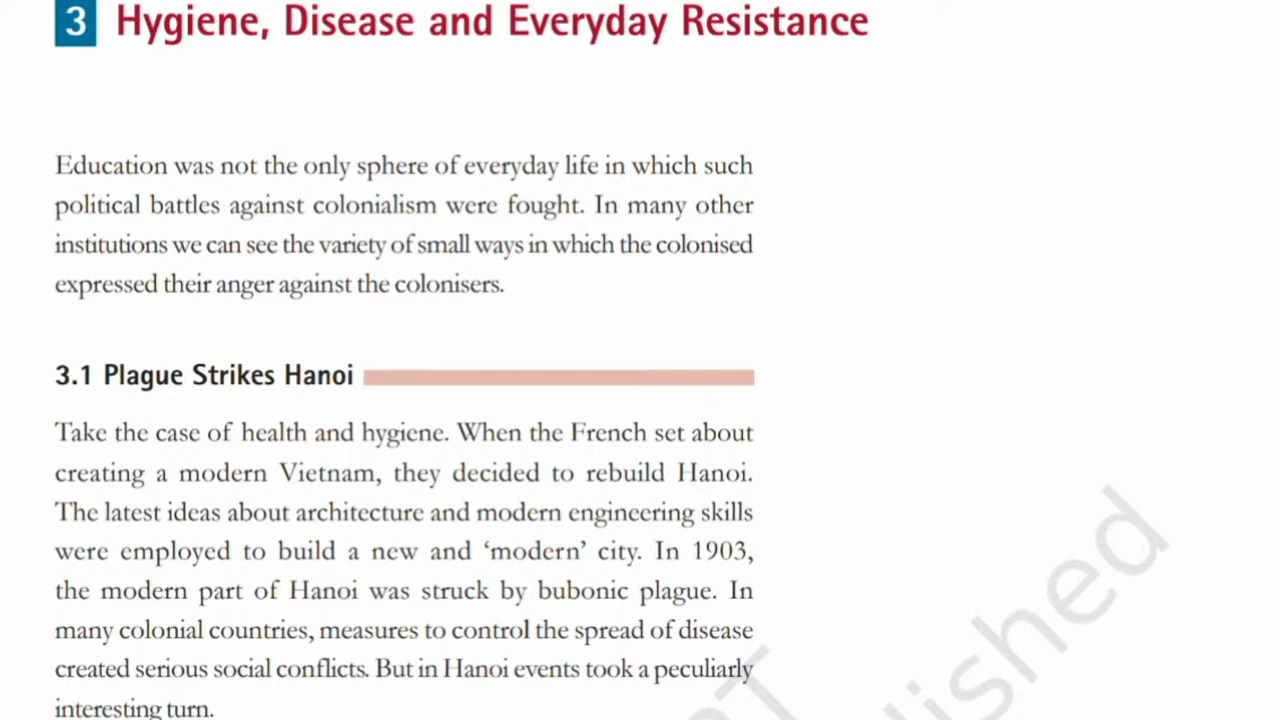 3 Hygiene, Disease and Everyday Resistance
Education was not the only sphere of everyday life in which such
political battles against colonialism were fought. In many other
institutions we can see the variety of small ways in which the colonised
expressed their anger against the colonisers.
3.1 Plague Strikes Hanoi
Take the case of health and hygiene. When the French set about
creating a modern Vietnam, they decided to rebuild Hanoi.
The latest ideas about architecture and modern engineering skills
were employed to build a new and ‘modern’ city. In 1903,
the modern part of Hanoi was struck by bubonic plague. In
many colonial countries, measures to control the spread of disease
created serious social conflicts. But in Hanoi events took a peculiarly
interesting turn.